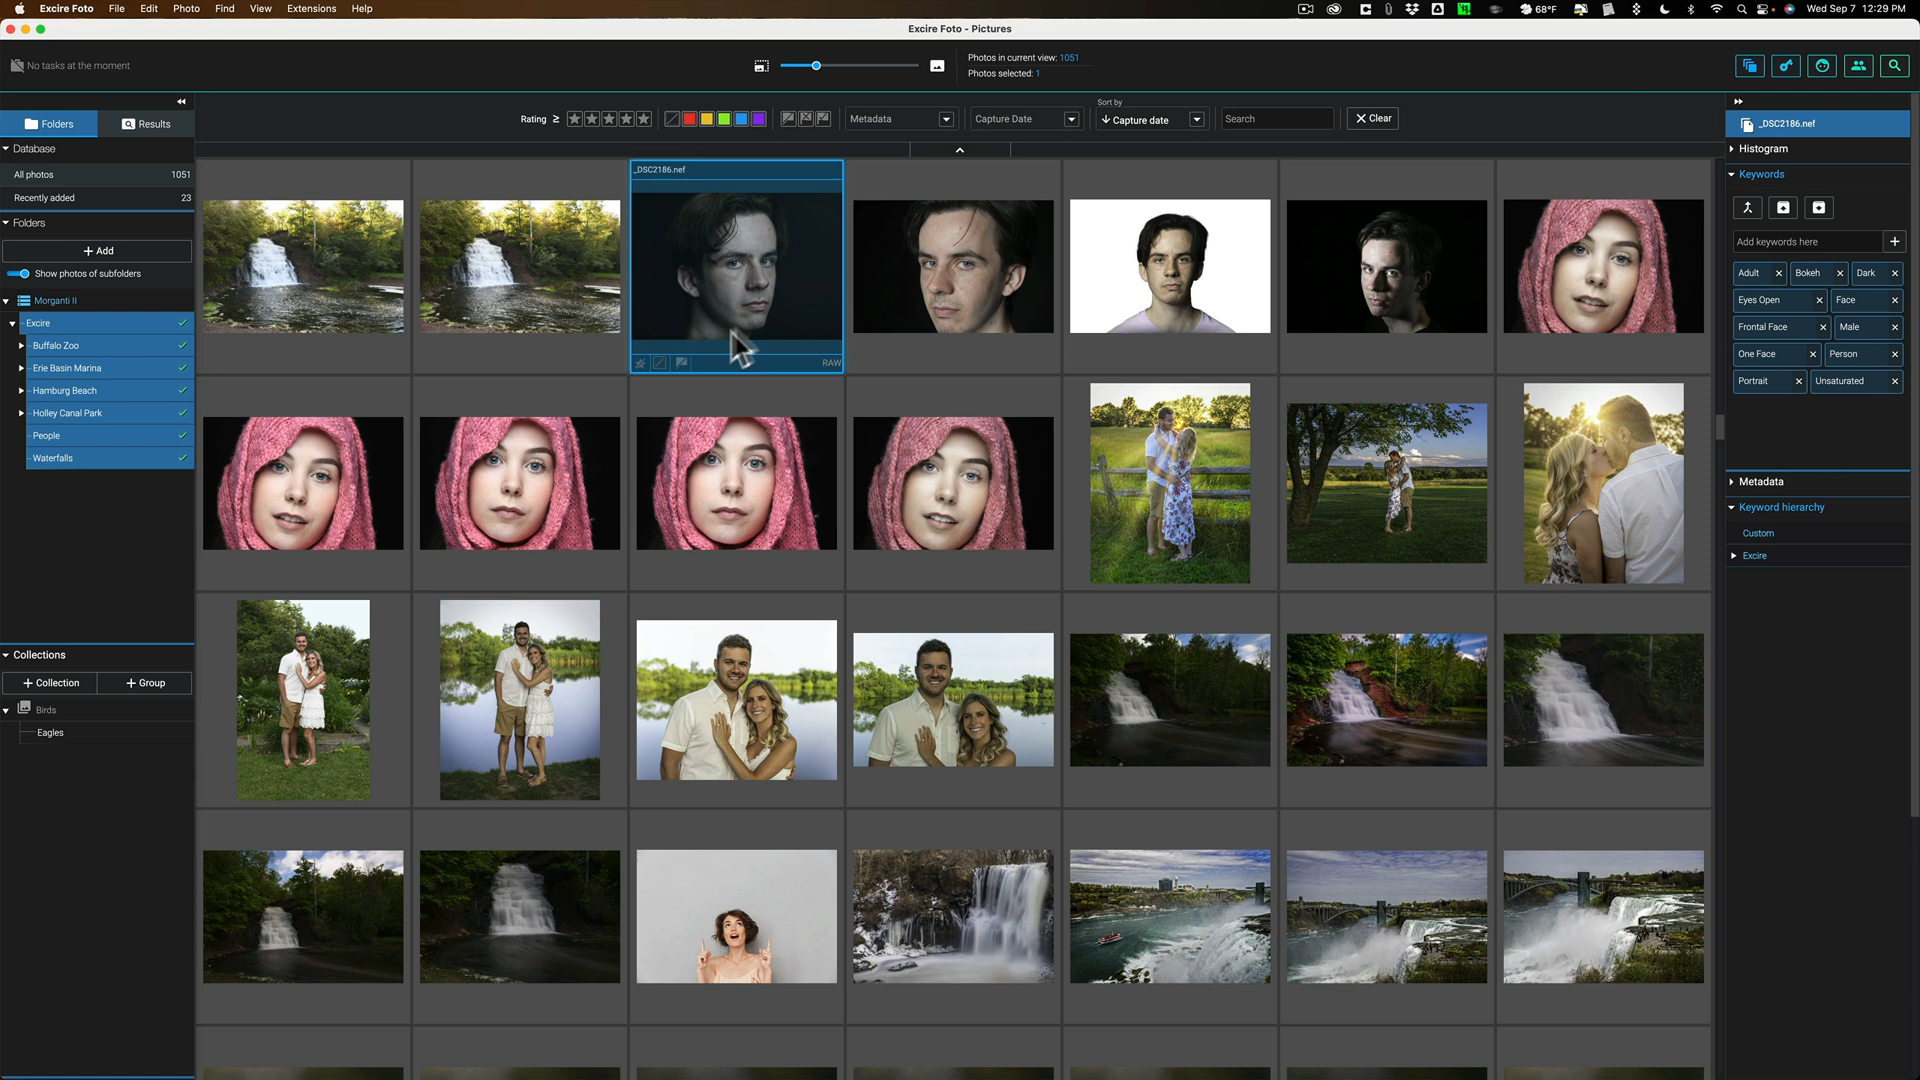 Excire Foto File Edit Photo Find View Extensions Help
68°F Wed Sep 7 12:29 PM
Excire Foto - Pictures
No tasks at the moment
Photos in current view: 1051
Photos selected: 1
Folders Results
Rating ≥ Metadata Capture Date Sort by Capture date Search Clear
_DSC2186.nef
Database
All photos 1051
Recently added 23
Folders
+ Add
Show photos of subfolders
Morganti II
Excire
Buffalo Zoo
Erie Basin Marina
Hamburg Beach
Holley Canal Park
People
Waterfalls
Collections
+ Collection + Group
Birds
Eagles
_DSC2186.nef
RAW
Histogram
Keywords
Add keywords here
Adult Bokeh Dark
Eyes Open Face
Frontal Face Male
One Face Person
Portrait Unsaturated
Metadata
Keyword hierarchy
Custom
Excire